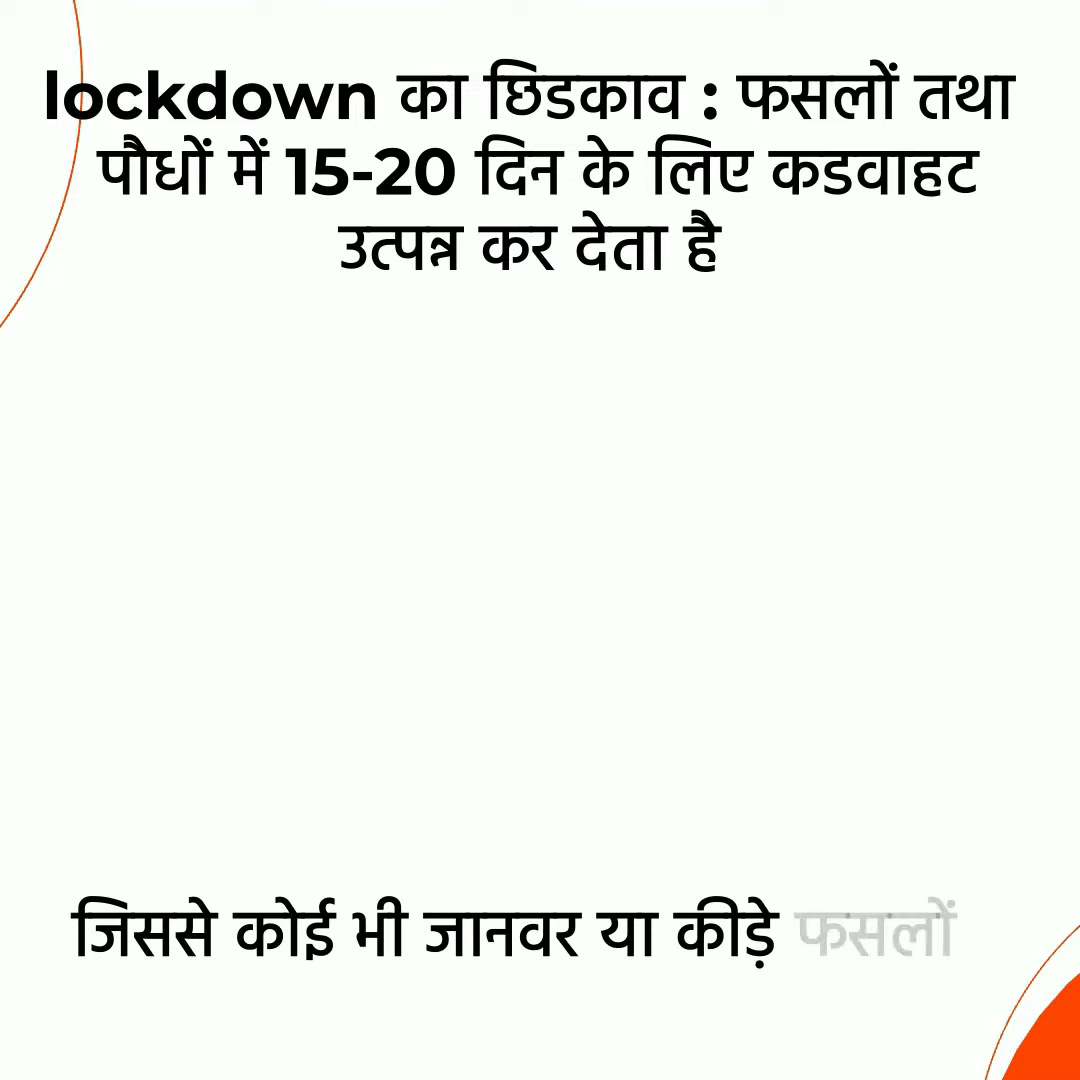 lockdown का छिडकाव : फसलों तथा
पौधों में 15-20 दिन के लिए कडवाहट
उत्पन्न कर देता है
जिससे कोई भी जानवर या कीड़े फसलों